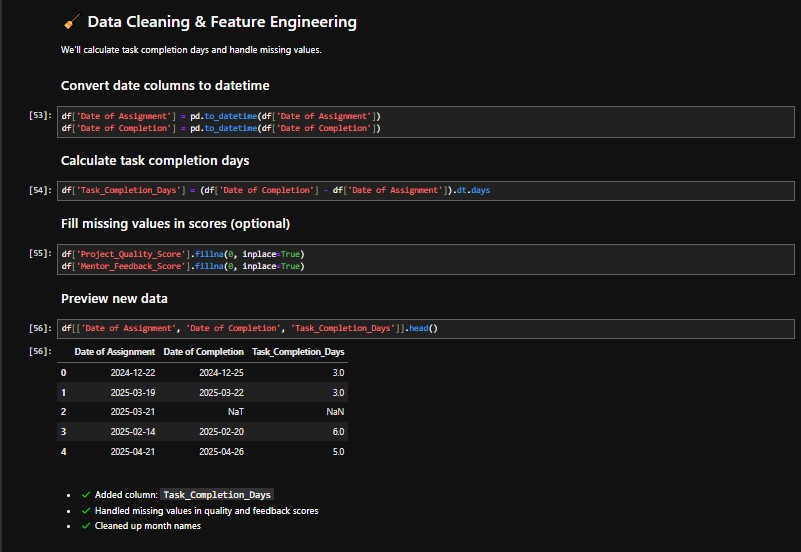 🧹 Data Cleaning & Feature Engineering
We'll calculate task completion days and handle missing values.
Convert date columns to datetime
[53]: df['Date of Assignment'] = pd.to_datetime(df['Date of Assignment'])
df['Date of Completion'] = pd.to_datetime(df['Date of Completion'])
Calculate task completion days
[54]: df['Task_Completion_Days'] = (df['Date of Completion'] - df['Date of Assignment']).dt.days
Fill missing values in scores (optional)
[55]: df['Project_Quality_Score'].fillna(0, inplace=True)
df['Mentor_Feedback_Score'].fillna(0, inplace=True)
Preview new data
[56]: df[['Date of Assignment', 'Date of Completion', 'Task_Completion_Days']].head()
[56]: Date of Assignment Date of Completion Task_Completion_Days
0 2024-12-22 2024-12-25 3.0
1 2025-03-19 2025-03-22 3.0
2 2025-03-21 NaT NaN
3 2025-02-14 2025-02-20 6.0
4 2025-04-21 2025-04-26 5.0
• ✓ Added column: Task_Completion_Days
• ✓ Handled missing values in quality and feedback scores
• ✓ Cleaned up month names